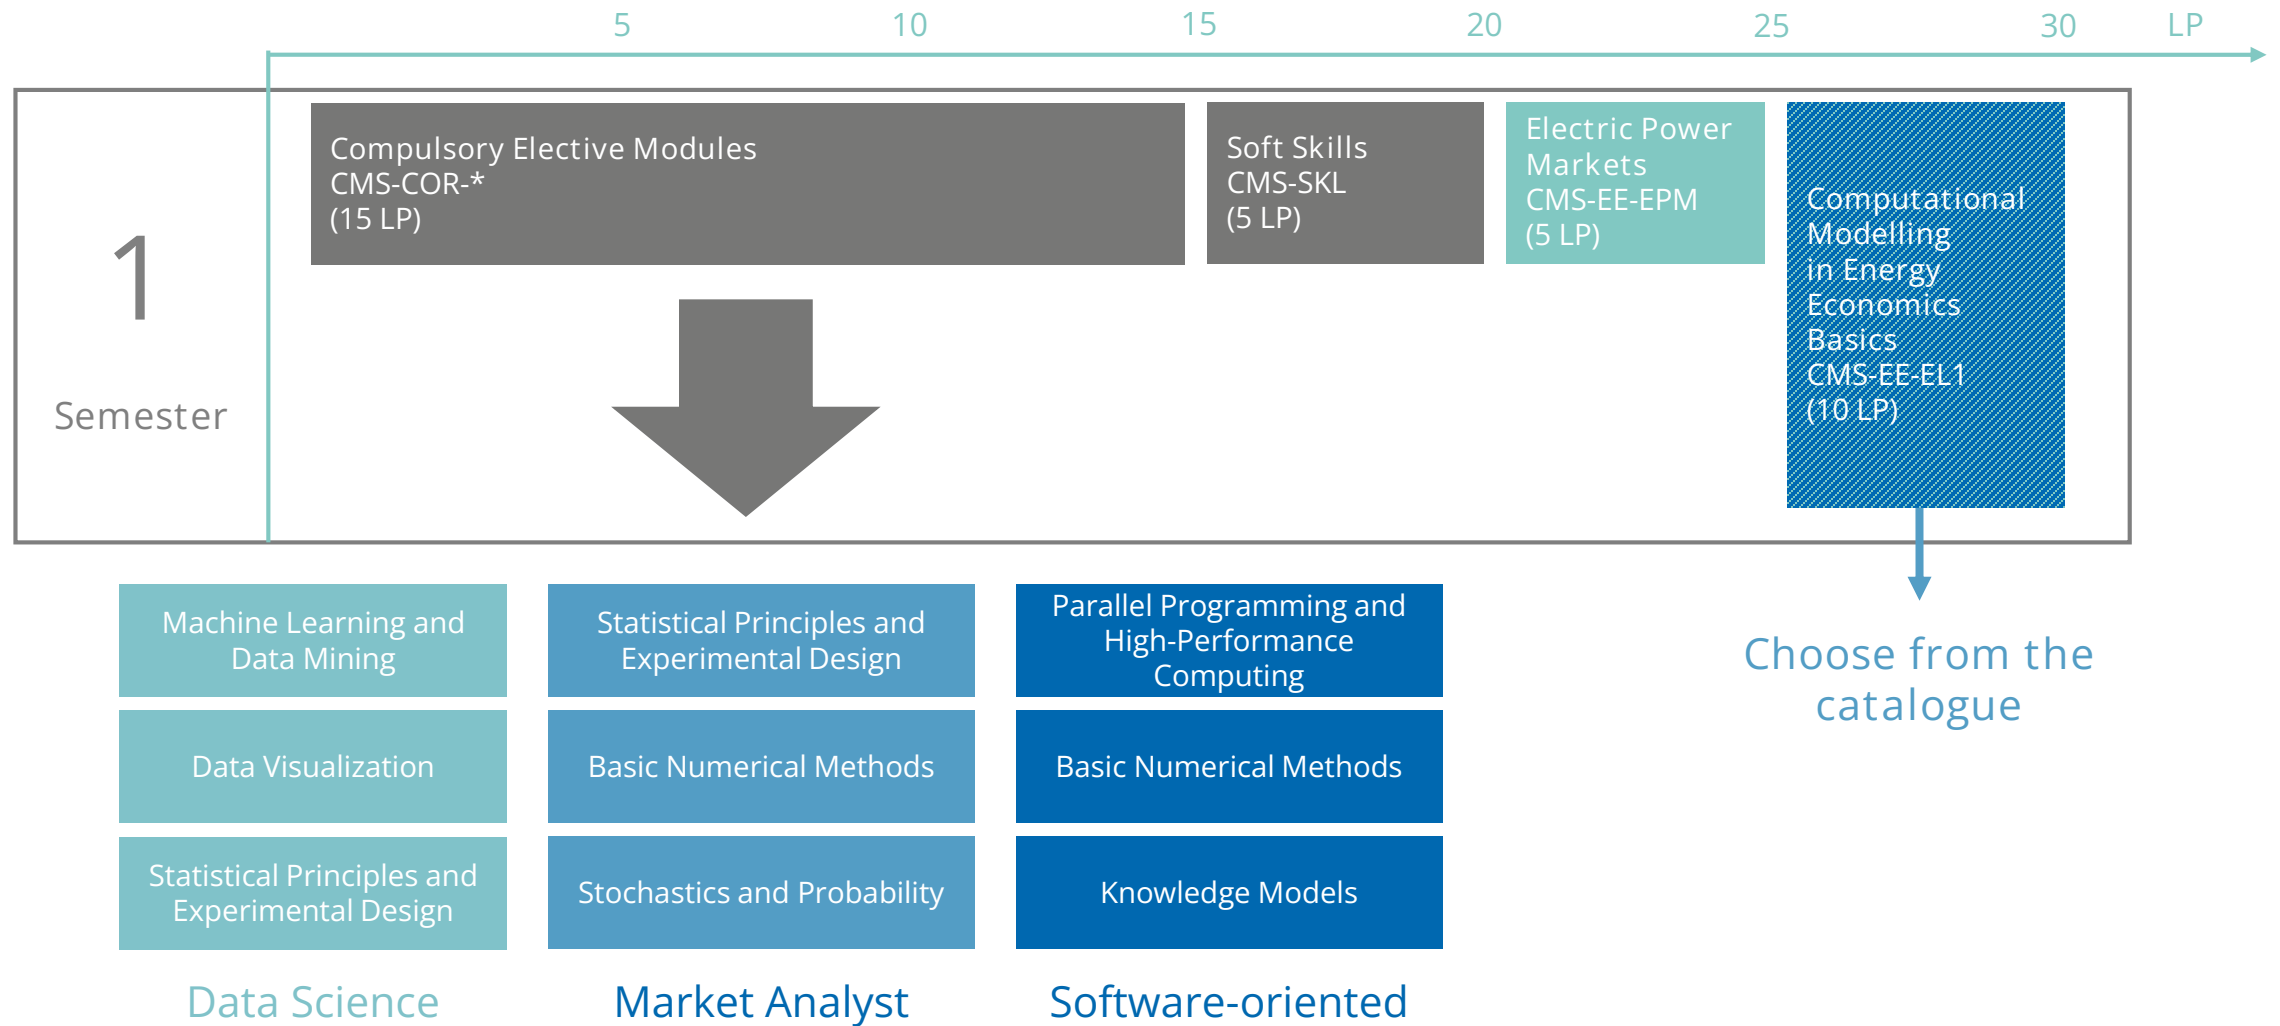 5 10 15 20 25 30 LP
1
Semester
Compulsory Elective Modules
CMS-COR-*
(15 LP)
Soft Skills
CMS-SKL
(5 LP)
Electric Power
Markets
CMS-EE-EPM
(5 LP)
Computational
Modelling
in Energy
Economics
Basics
CMS-EE-EL1
(10 LP)
Choose from the
catalogue
Machine Learning and
Data Mining
Data Visualization
Statistical Principles and
Experimental Design
Data Science
Statistical Principles and
Experimental Design
Basic Numerical Methods
Stochastics and Probability
Market Analyst
Parallel Programming and
High-Performance
Computing
Basic Numerical Methods
Knowledge Models
Software-oriented